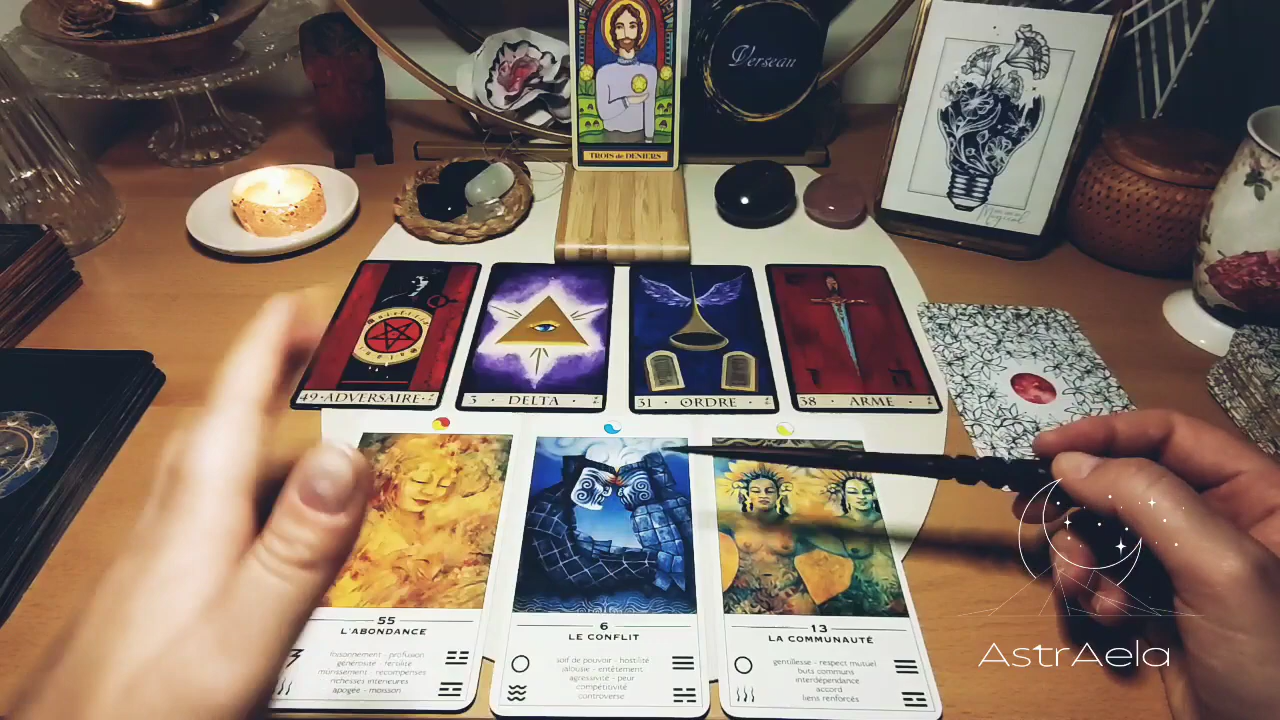 Verseau
TROIS de DENIERS
Magical
49 · ADVERSAIRE ·
3 · DELTA
31 · ORDRE
38 · ARME
55
L'ABONDANCE
foisonnement - profusion
générosité - fertilité
mûrissement - récompenses
richesses intérieures
apogée - moisson
6
LE CONFLIT
soif de pouvoir - hostilité
jalousie - entêtement
agressivité - peur
compétitivité
controverse
13
LA COMMUNAUTÉ
gentillesse - respect mutuel
buts communs
interdépendance
accord
liens renforcés
AstrAela